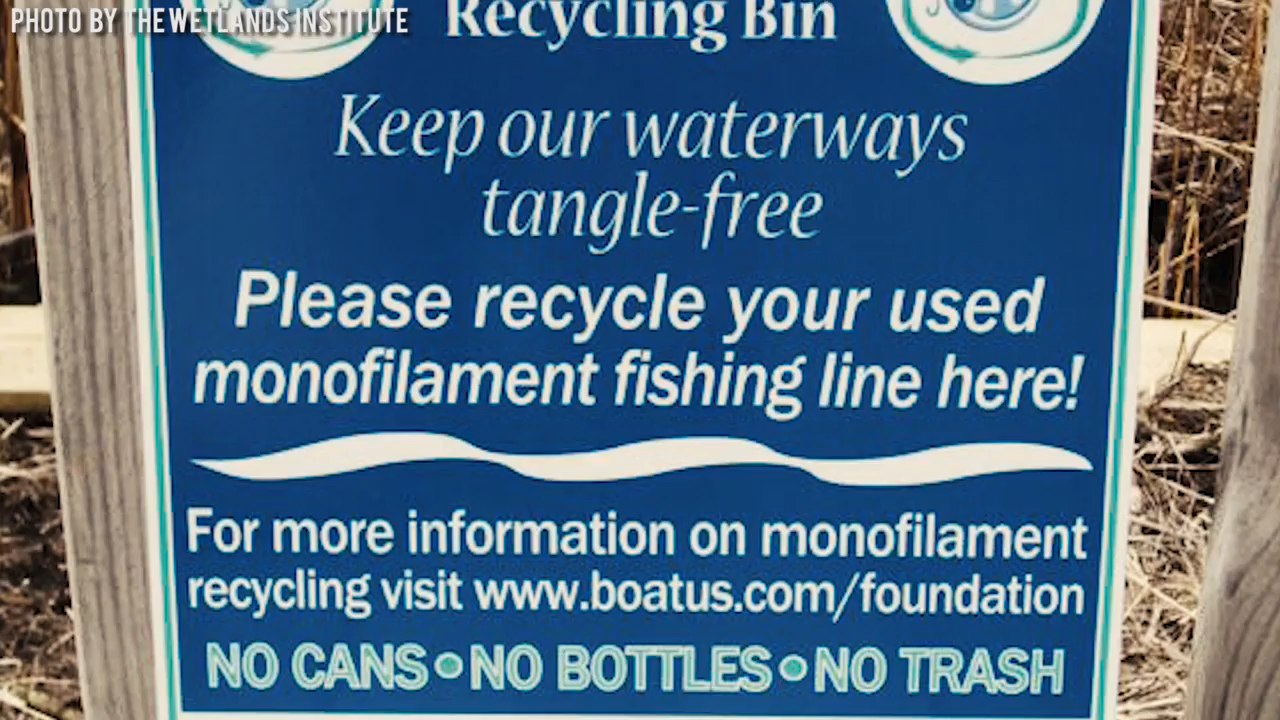 PHOTO BY THE WETLANDS INSTITUTE
Recycling Bin
Keep our waterways
tangle-free
Please recycle your used
monofilament fishing line here!
For more information on monofilament
recycling visit www.boatus.com/foundation
NO CANS • NO BOTTLES • NO TRASH